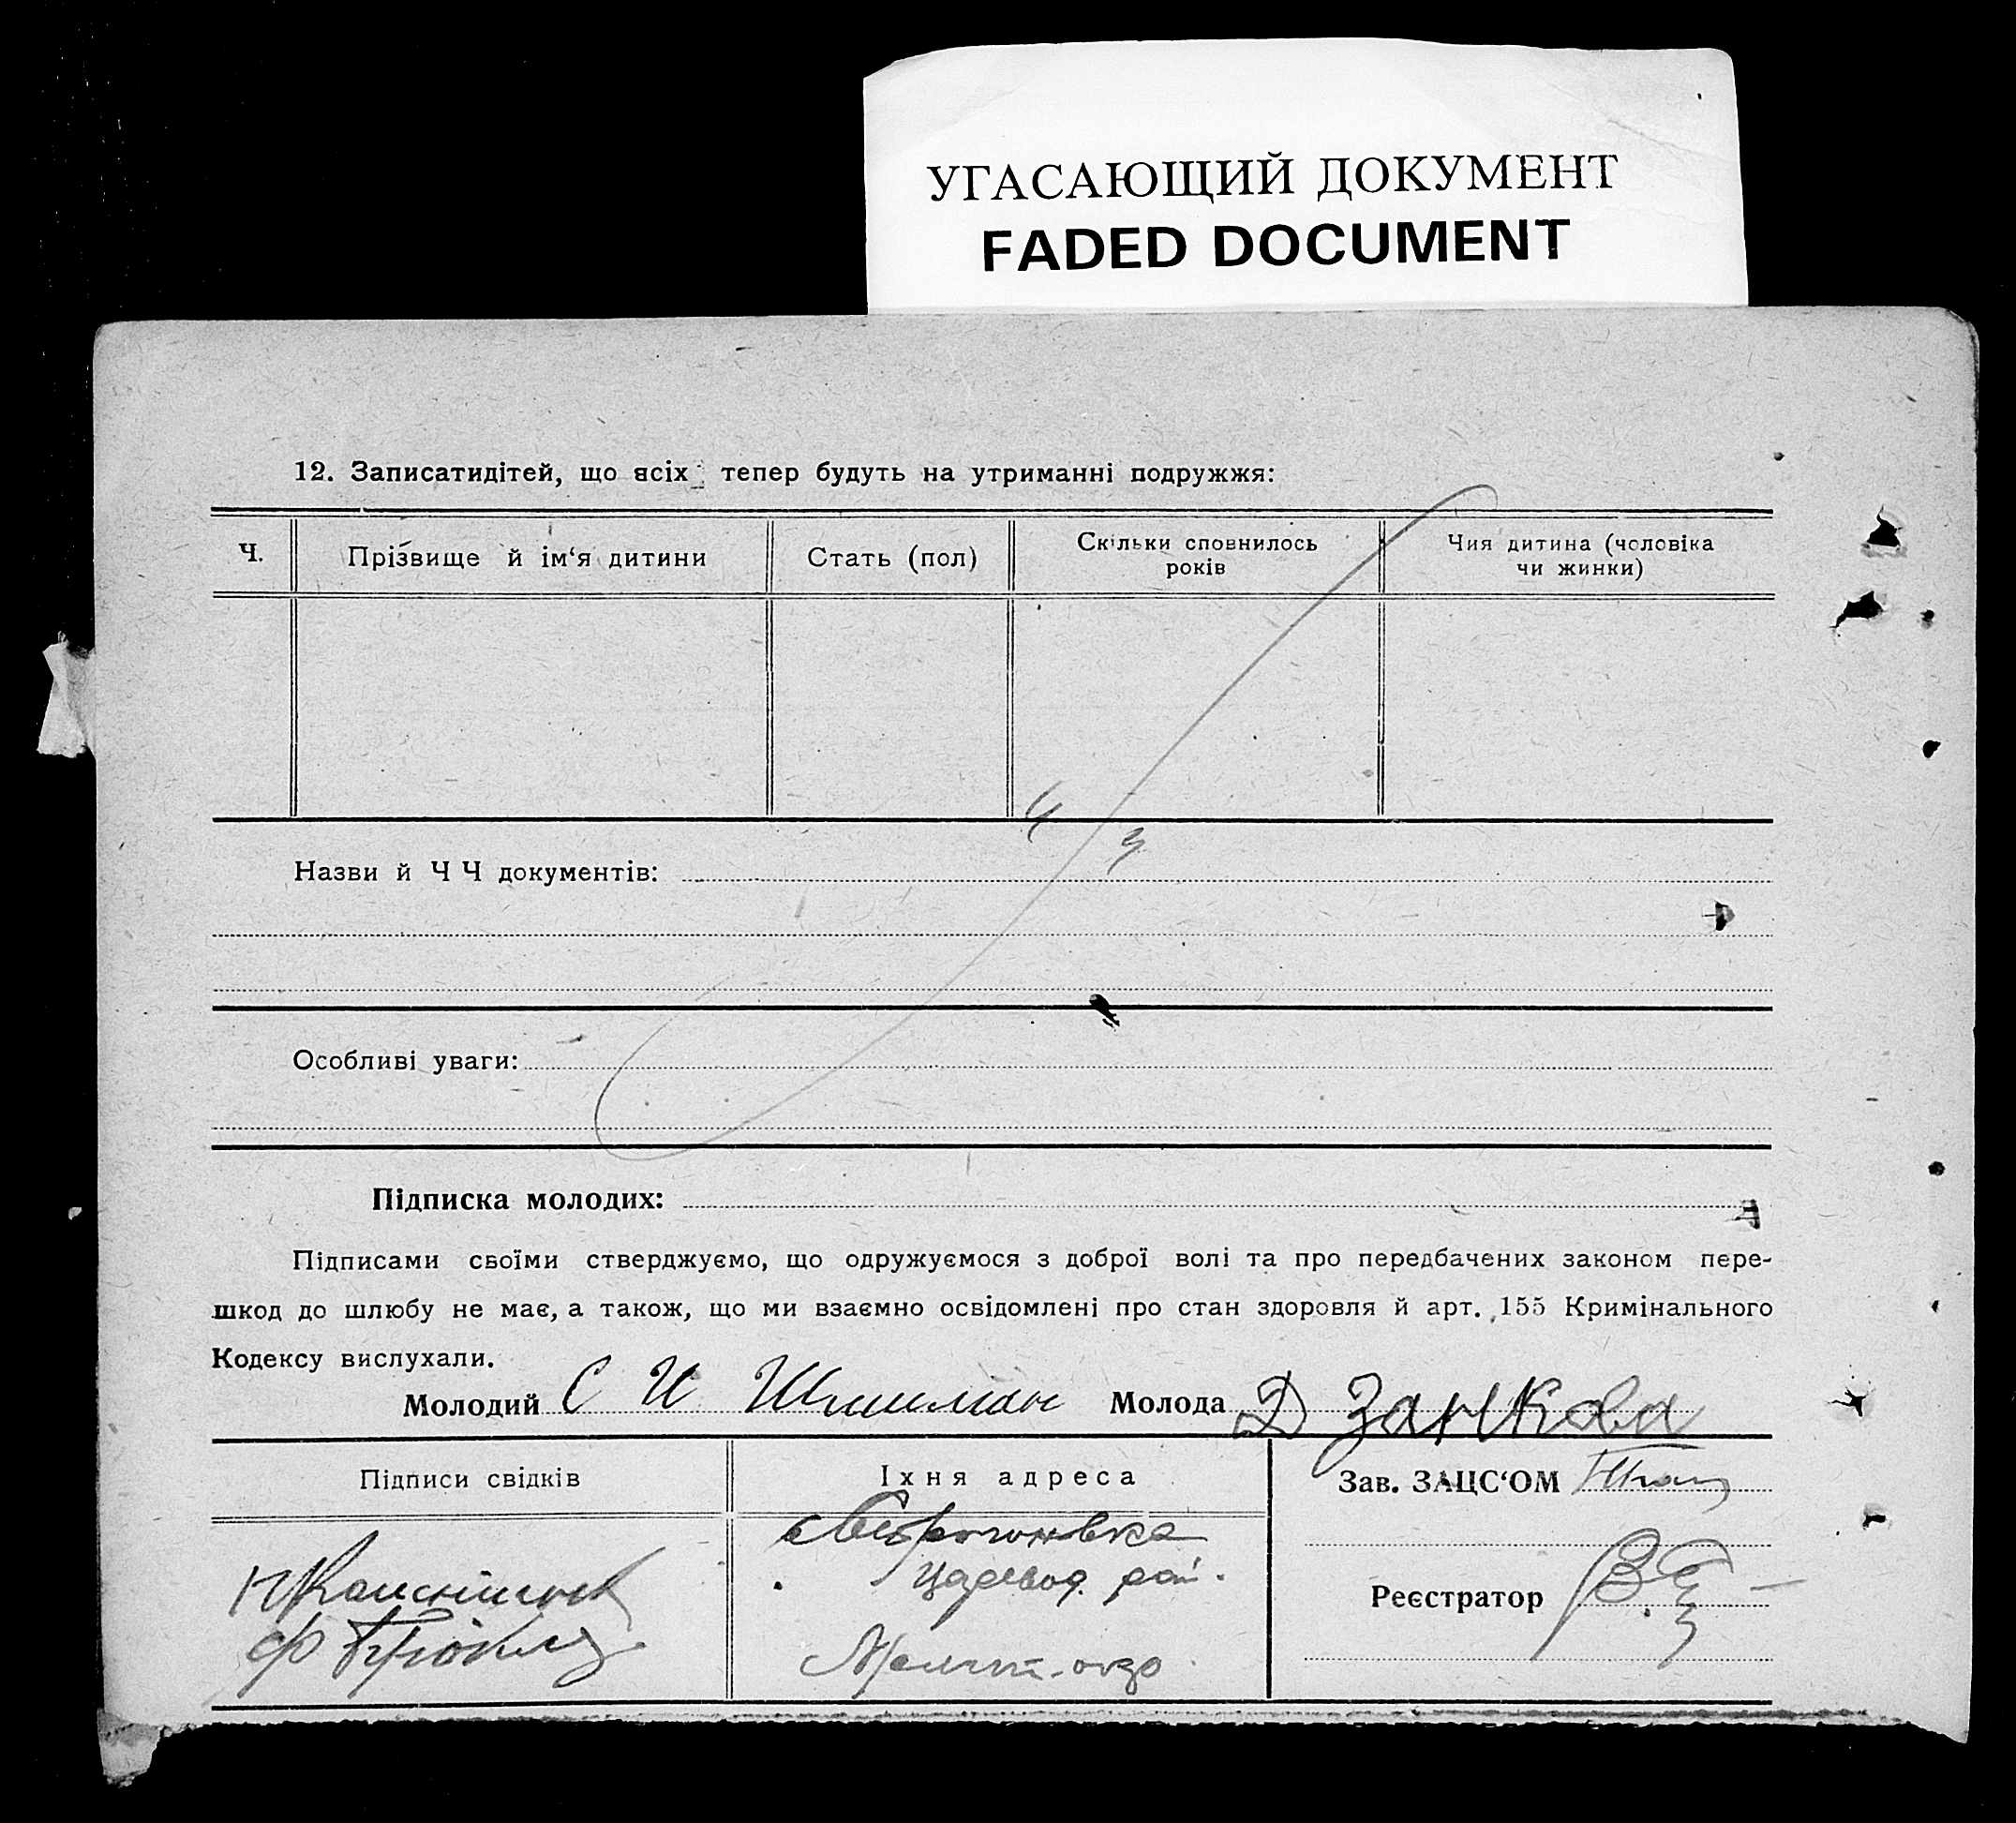 УГАСАЮЩИЙ ДОКУМЕНТ
FADED DOCUMENT
12. Записатидітей, що всіх тепер будуть на утриманні подружжя:
Ч.
Прізвище й ім‘я дитини
Стать (пол)
Скільки сповнилось
років
Чия дитина (чоловіка
чи жинки)
Назви й Ч Ч документів:
Особливі уваги:
Підписка молодих:
Підписами своїми стверджуємо, що одружуємося з доброї волі та про передбачених законом пере-
шкод до шлюбу не має, а також, що ми взаємно освідомлені про стан здоровля й арт. 155 Кримінального
Кодексу вислухали.
Молодий С И Шишман Молода Д Занкова
Підписи свідків
Їхня адреса
Зав. ЗАЦС‘ОМ
Реєстратор